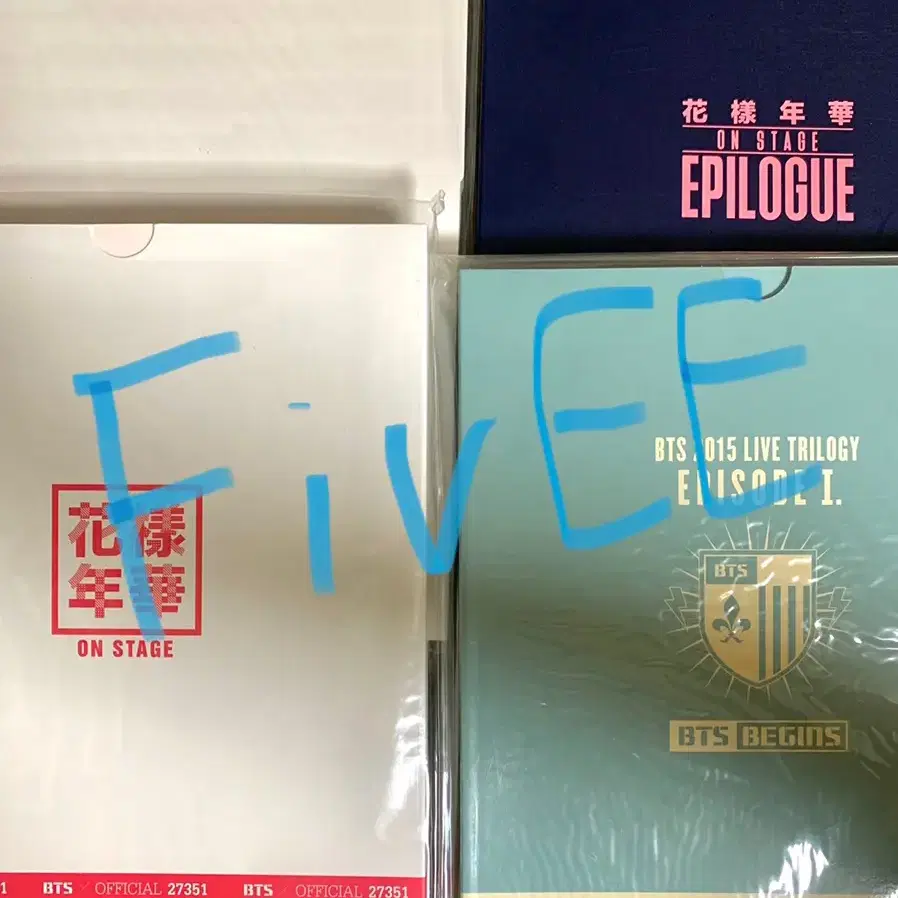 花樣年華
ON STAGE
EPILOGUE
FivEE
BTS 2015 LIVE TRILOGY
EPISODE I.
BTS
BTS BEGINS
花樣
年華
ON STAGE
1 BTS OFFICIAL 27351 BTS OFFICIAL 27351